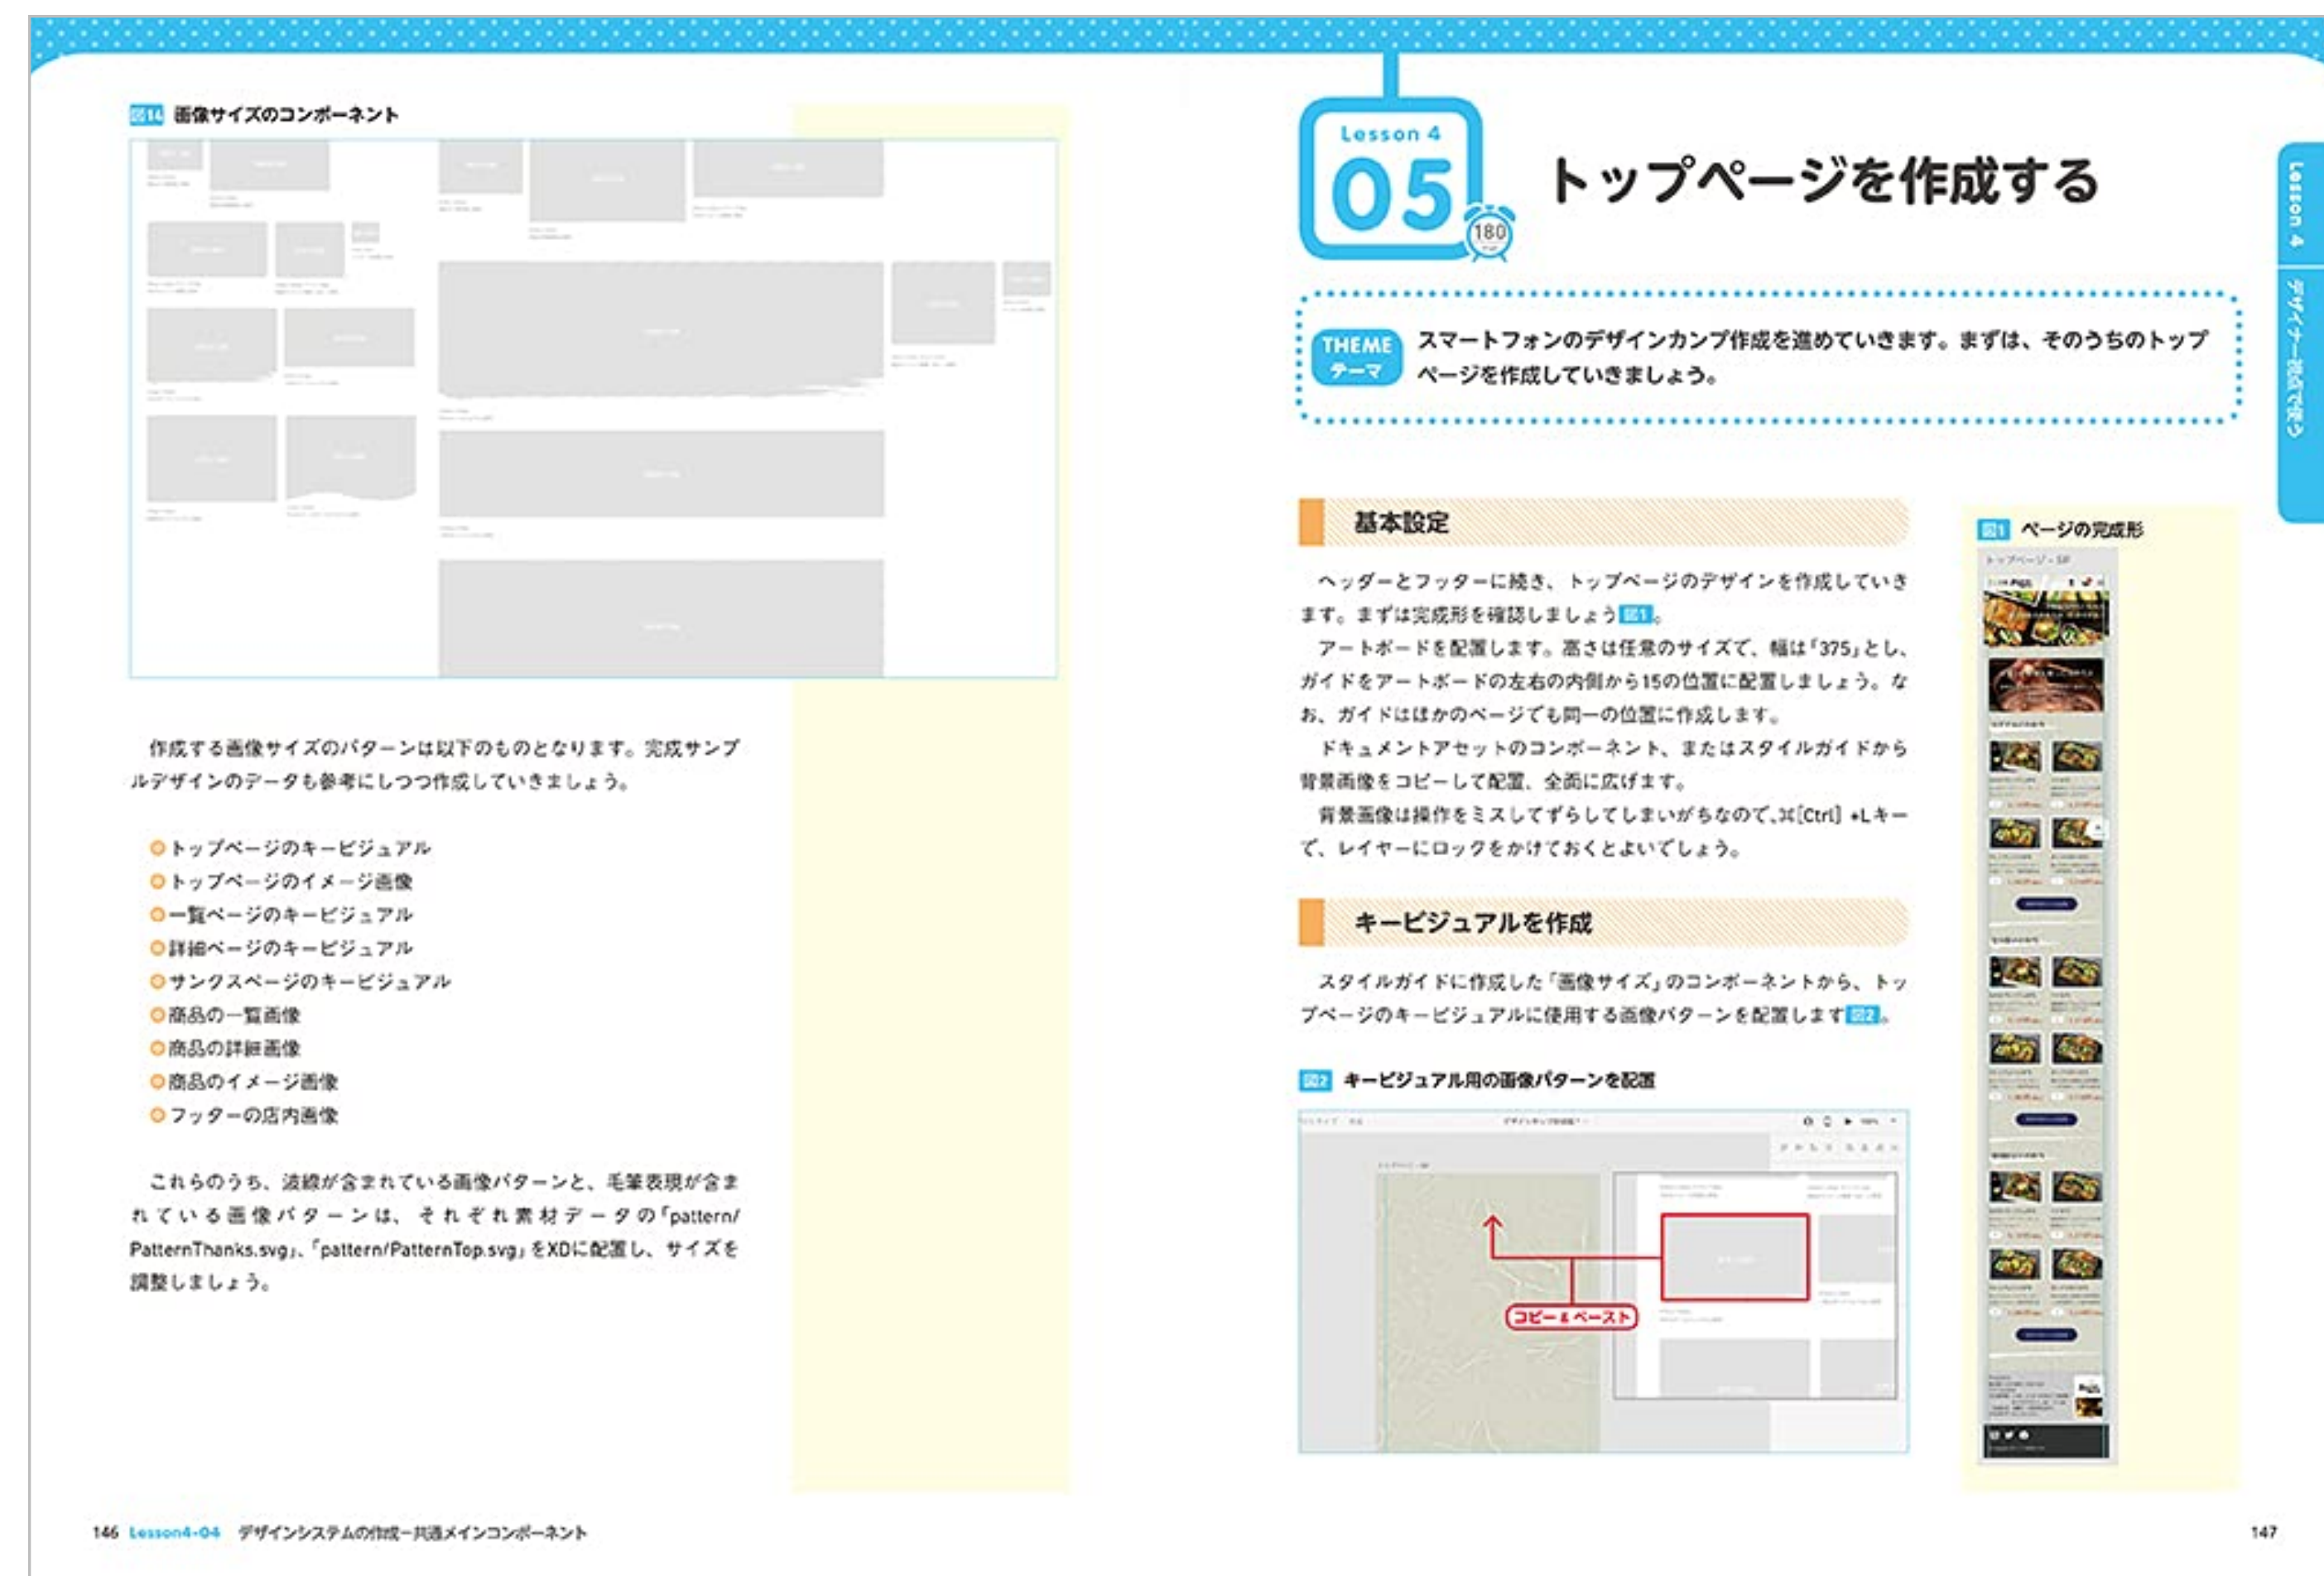 図14 画像サイズのコンポーネント
作成する画像サイズのパターンは以下のものとなります。完成サンプ
ルデザインのデータも参考にしつつ作成していきましょう。
トップページのキービジュアル
トップページのイメージ画像
一覧ページのキービジュアル
詳細ページのキービジュアル
サンクスページのキービジュアル
商品の一覧画像
商品の詳細画像
商品のイメージ画像
フッターの店内画像
これらのうち、波線が含まれている画像パターンと、毛筆表現が含ま
れている画像パターンは、それぞれ素材データの「pattern/
PatternThanks.svg」、「pattern/PatternTop.svg」をXDに配置し、サイズを
調整しましょう。
146 Lesson4-04 デザインシステムの作成－共通メインコンポーネント
Lesson 4
05
180
トップページを作成する
THEME
テーマ
スマートフォンのデザインカンプ作成を進めていきます。まずは、そのうちのトップ
ページを作成していきましょう。
基本設定
ヘッダーとフッターに続き、トップページのデザインを作成していき
ます。まずは完成形を確認しましょう図1。
アートボードを配置します。高さは任意のサイズで、幅は「375」とし、
ガイドをアートボードの左右の内側から15の位置に配置しましょう。な
お、ガイドはほかのページでも同一の位置に作成します。
ドキュメントアセットのコンポーネント、またはスタイルガイドから
背景画像をコピーして配置、全面に広げます。
背景画像は操作をミスしてずらしてしまいがちなので、⌘[Ctrl] +Lキー
で、レイヤーにロックをかけておくとよいでしょう。
キービジュアルを作成
スタイルガイドに作成した「画像サイズ」のコンポーネントから、トッ
プページのキービジュアルに使用する画像パターンを配置します図2。
図2 キービジュアル用の画像パターンを配置
コピー&ペースト
図1 ページの完成形
トップページ - SP
Lesson 4 デザイナー視点で使う
147